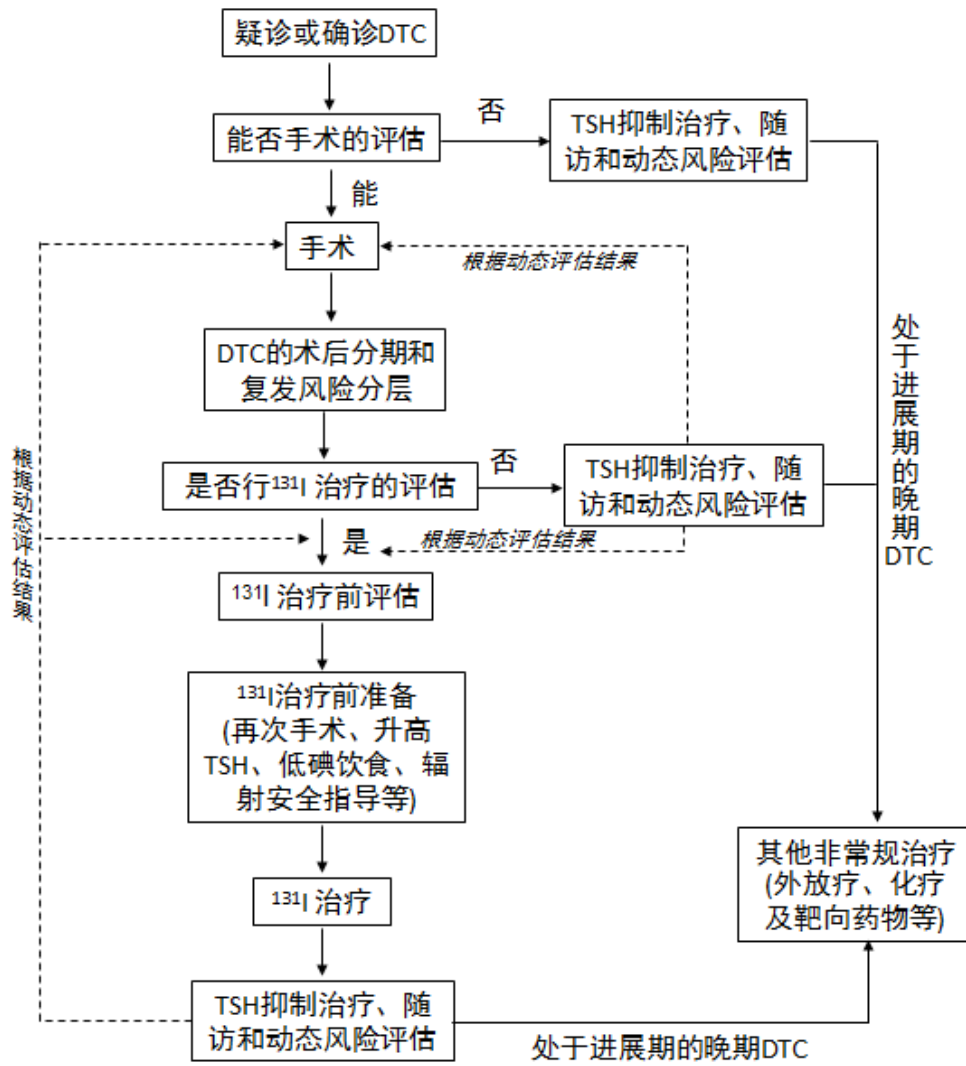 疑诊或确诊DTC
能否手术的评估
否
TSH抑制治疗、随
访和动态风险评估
能
手术
根据动态评估结果
DTC的术后分期和
复发风险分层
处于进展期的晚期DTC
根据动态评估结果
是否行¹³¹I 治疗的评估
否
TSH抑制治疗、随
访和动态风险评估
是
根据动态评估结果
¹³¹I 治疗前评估
¹³¹I治疗前准备
(再次手术、升高
TSH、低碘饮食、辐
射安全指导等)
其他非常规治疗
(外放疗、化疗
及靶向药物等)
¹³¹I 治疗
TSH抑制治疗、随
访和动态风险评估
处于进展期的晚期DTC